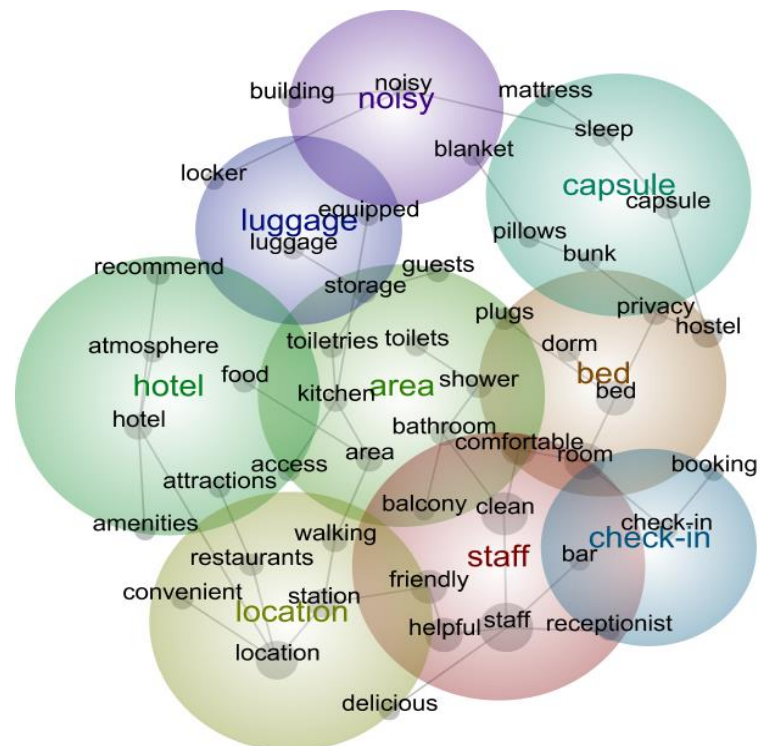 noisy
building
noisy
mattress
sleep
blanket
locker
capsule
capsule
equipped
luggage
luggage
pillows
bunk
guests
recommend
storage
plugs
privacy
hostel
atmosphere
toiletries
toilets
dorm
food
hotel
area
shower
bed
bed
kitchen
hotel
bathroom
comfortable
area
access
room
booking
attractions
balcony
clean
amenities
walking
check-in
check-in
restaurants
staff
bar
friendly
convenient
station
location
helpful
staff
receptionist
location
delicious